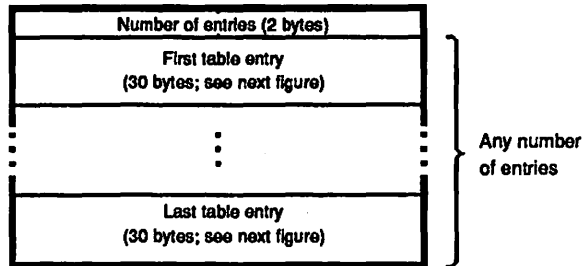 Number of entries (2 bytes)
First table entry
(30 bytes; see next figure)
Any number
of entries
Last table entry
(30 bytes; see next figure)